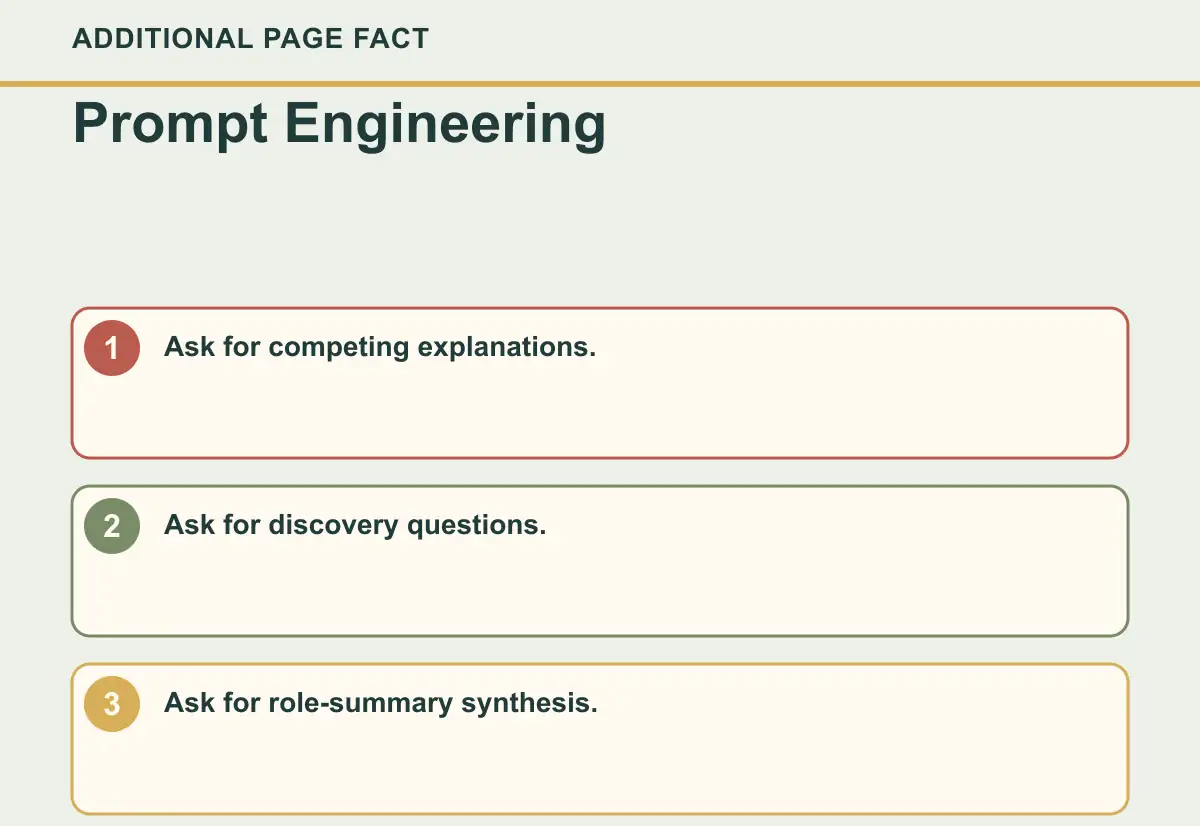 ADDITIONAL PAGE FACT
Prompt Engineering
1 Ask for competing explanations.
2 Ask for discovery questions.
3 Ask for role-summary synthesis.